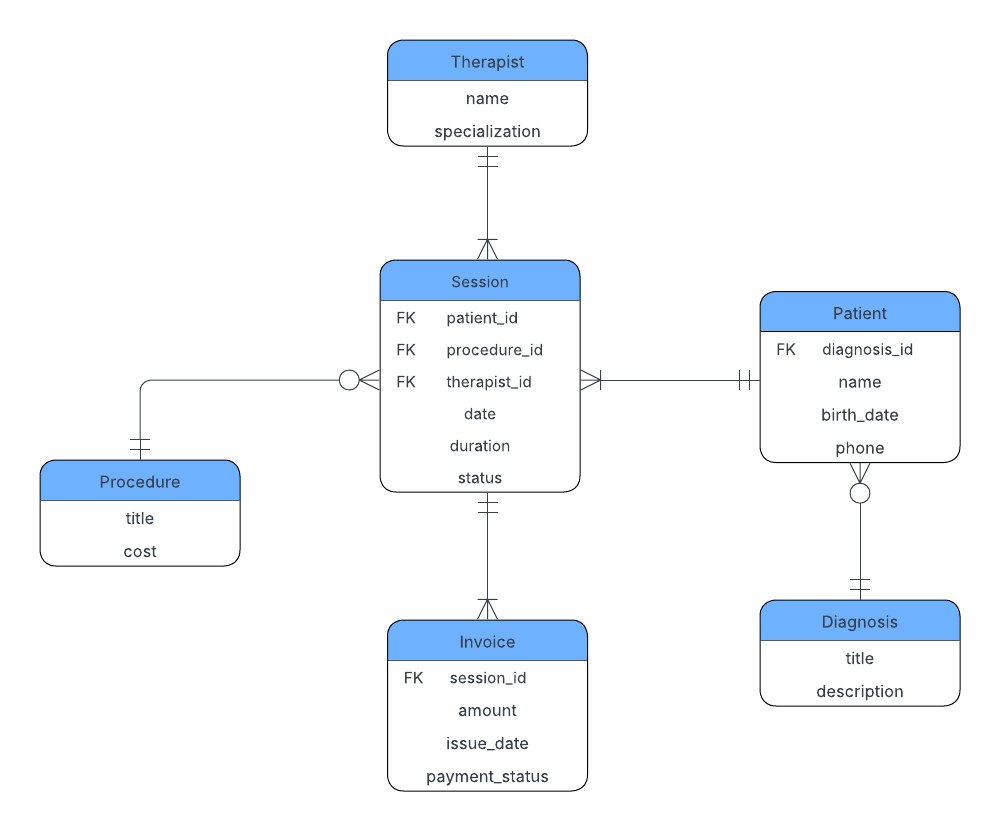 Therapist
name
specialization
Session
FK patient_id
FK procedure_id
FK therapist_id
date
duration
status
Patient
FK diagnosis_id
name
birth_date
phone
Procedure
title
cost
Invoice
FK session_id
amount
issue_date
payment_status
Diagnosis
title
description